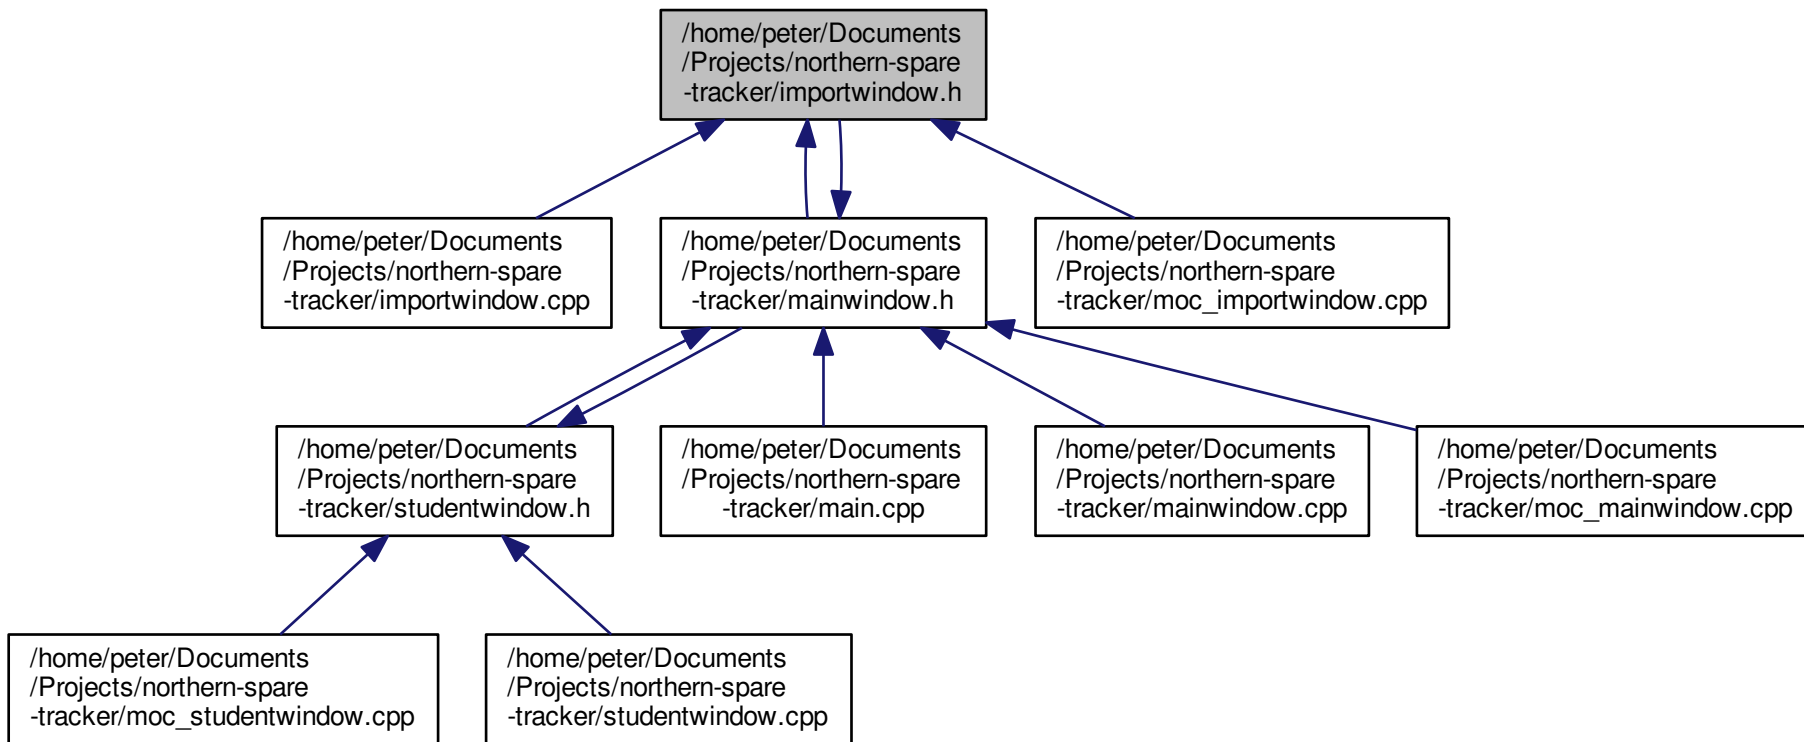 /home/peter/Documents
/Projects/northern-spare
-tracker/importwindow.h
/home/peter/Documents
/Projects/northern-spare
-tracker/importwindow.cpp
/home/peter/Documents
/Projects/northern-spare
-tracker/mainwindow.h
/home/peter/Documents
/Projects/northern-spare
-tracker/moc_importwindow.cpp
/home/peter/Documents
/Projects/northern-spare
-tracker/studentwindow.h
/home/peter/Documents
/Projects/northern-spare
-tracker/main.cpp
/home/peter/Documents
/Projects/northern-spare
-tracker/mainwindow.cpp
/home/peter/Documents
/Projects/northern-spare
-tracker/moc_mainwindow.cpp
/home/peter/Documents
/Projects/northern-spare
-tracker/moc_studentwindow.cpp
/home/peter/Documents
/Projects/northern-spare
-tracker/studentwindow.cpp